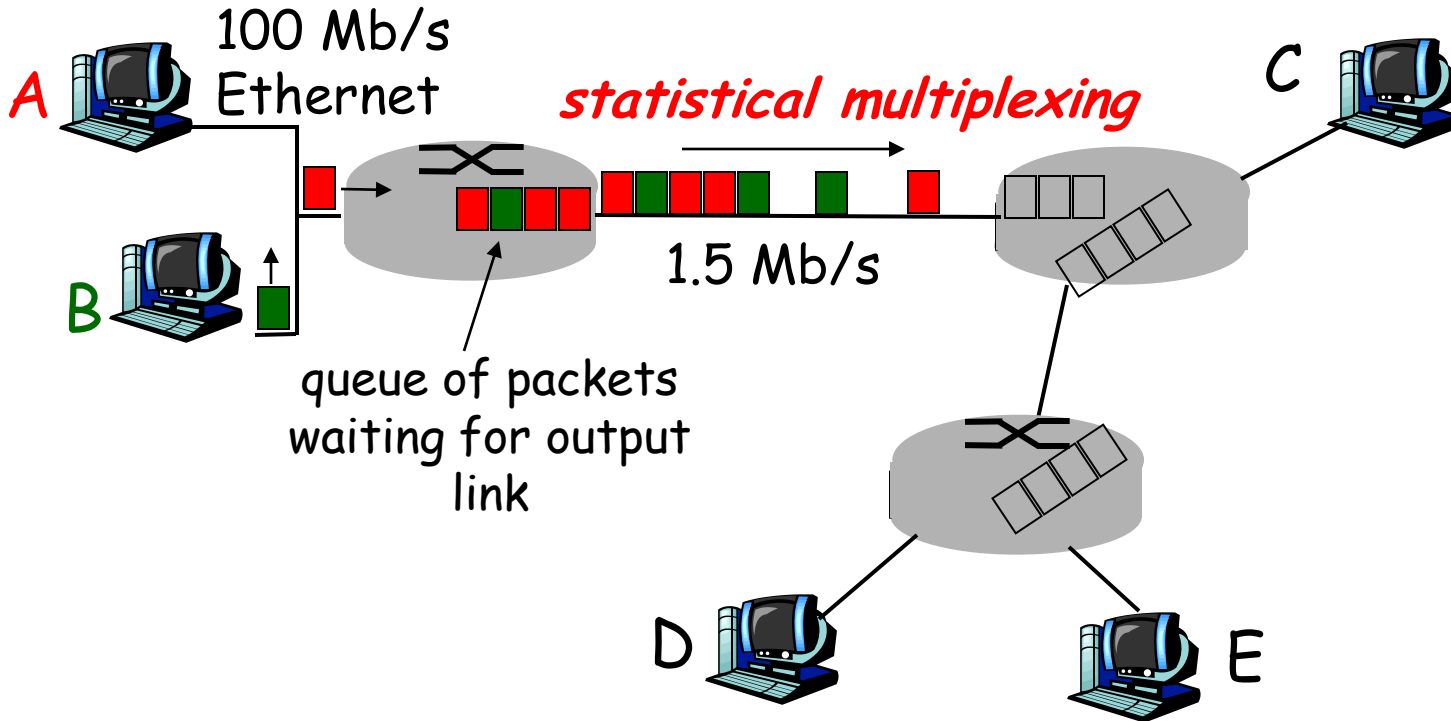 100 Mb/s
Ethernet
A
statistical multiplexing
C
1.5 Mb/s
B
queue of packets
waiting for output
link
D
E